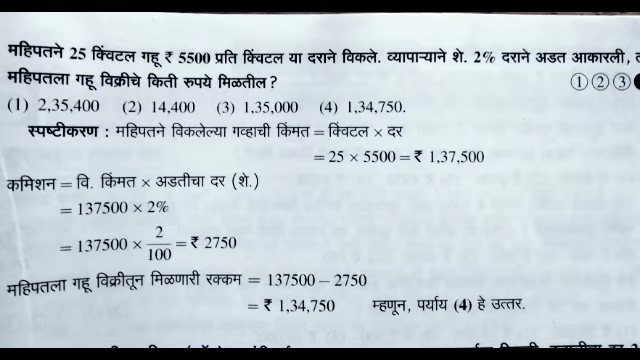 महिपतने 25 क्विंटल गहू ₹ 5500 प्रति क्विंटल या दराने विकले. व्यापाऱ्याने शे. 2% दराने अडत आकारली,
महिपतला गहू विक्रीचे किती रुपये मिळतील ? ① ② ③
(1) 2,35,400 (2) 14,400 (3) 1,35,000 (4) 1,34,750.
स्पष्टीकरण : महिपतने विकलेल्या गव्हाची किंमत = क्विंटल × दर
= 25 × 5500 = ₹ 1,37,500
कमिशन = वि. किंमत × अडतीचा दर (शे.)
= 137500 × 2%
= 137500 × 2/100 = ₹ 2750
महिपतला गहू विक्रीतून मिळणारी रक्कम = 137500 − 2750
= ₹ 1,34,750 म्हणून, पर्याय (4) हे उत्तर.